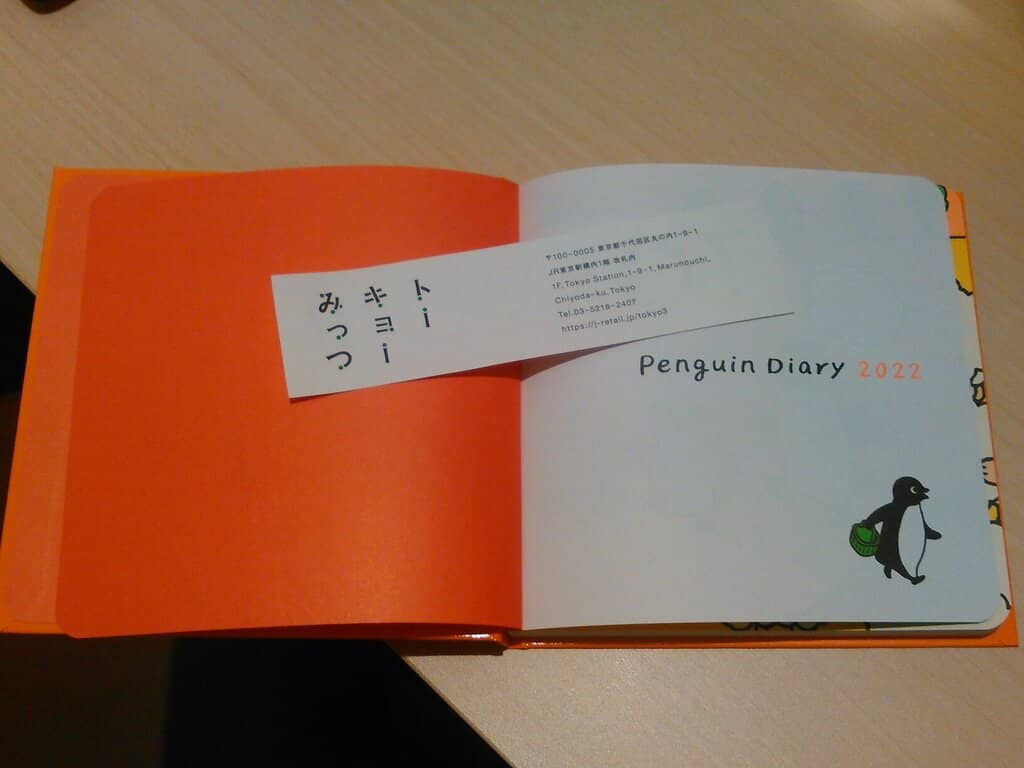 トーキョーみっつ
〒100-0005 東京都千代田区丸の内1-9-1
JR東京駅構内1階 改札内
1F,Tokyo Station,1-9-1,Marunouchi,
Chiyoda-ku,Tokyo
Tel.03-5218-2407
https://j-retail.jp/tokyo3
Penguin Diary 2022